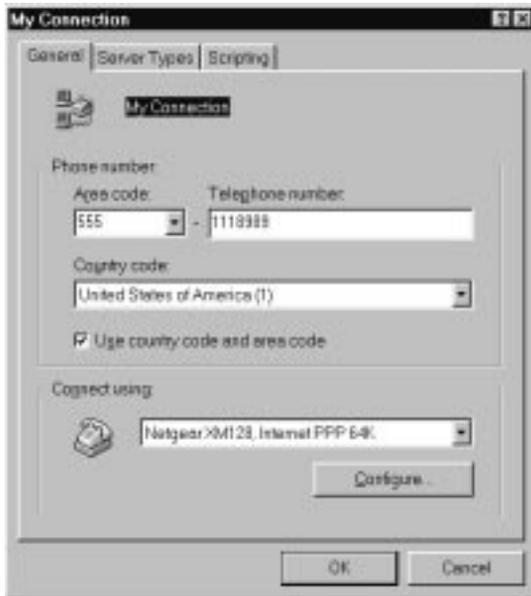 My Connection
General Server Types Scripting
My Connection
Phone number:
Area code: Telephone number:
555 - 1118989
Country code:
United States of America (1)
Use country code and area code
Connect using:
Netgear XM128, Internet PPP 64K
Configure...
OK Cancel